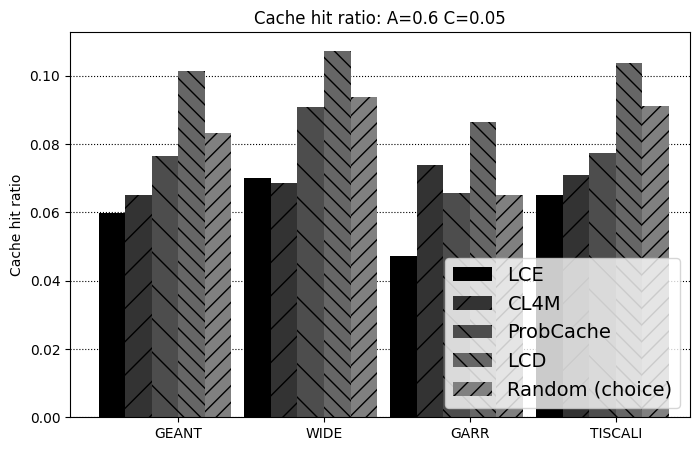 Cache hit ratio: A=0.6 C=0.05
Cache hit ratio
0.10
0.08
0.06
0.04
0.02
0.00
GEANT
WIDE
GARR
TISCALI
LCE
CL4M
ProbCache
LCD
Random (choice)